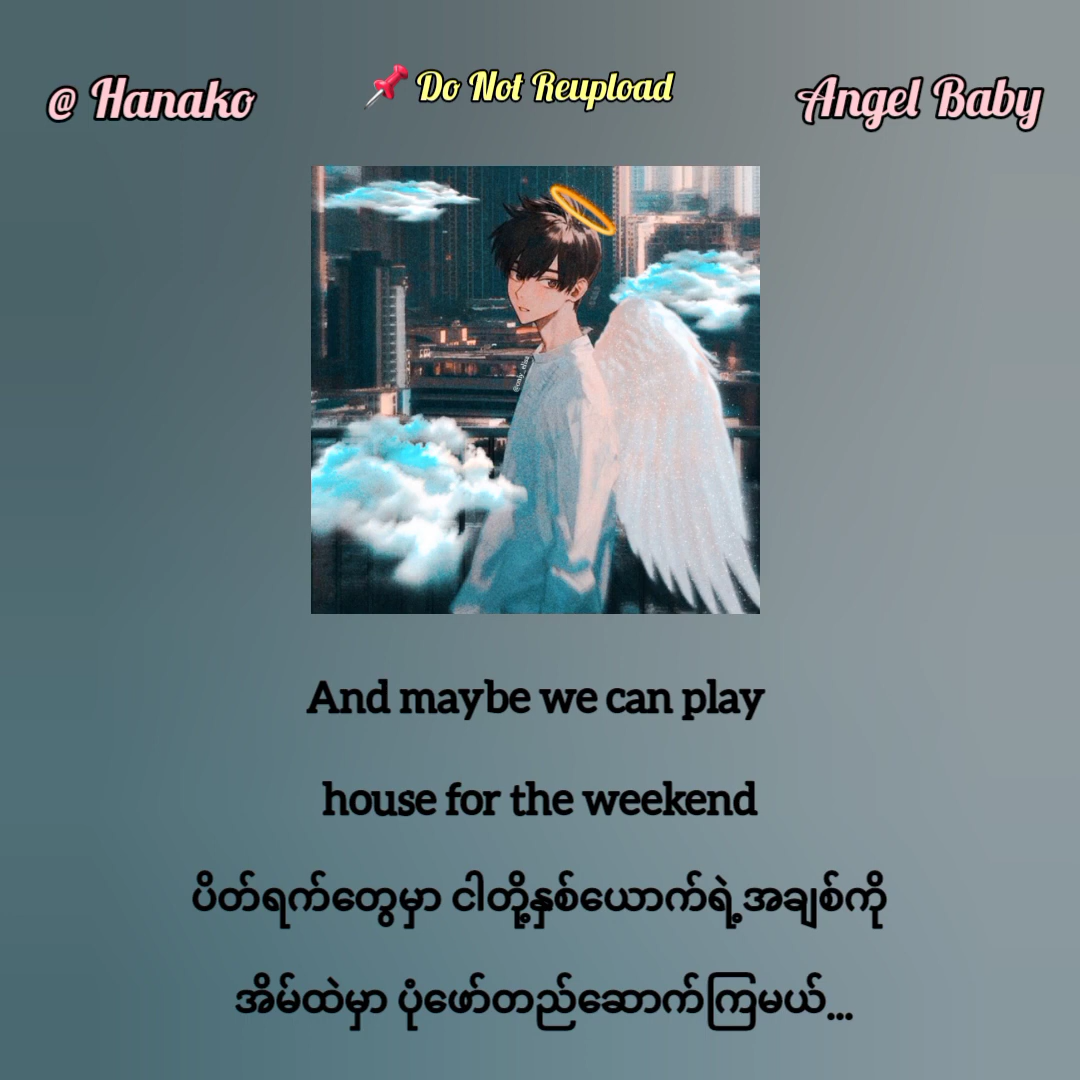 @ Hanako
📌 Do Not Reupload
Angel Baby
@only_elisa
And maybe we can play
house for the weekend
ပိတ်ရက်တွေမှာ ငါတို့နှစ်ယောက်ရဲ့အချစ်ကို
အိမ်ထဲမှာ ပုံဖော်တည်ဆောက်ကြမယ်...